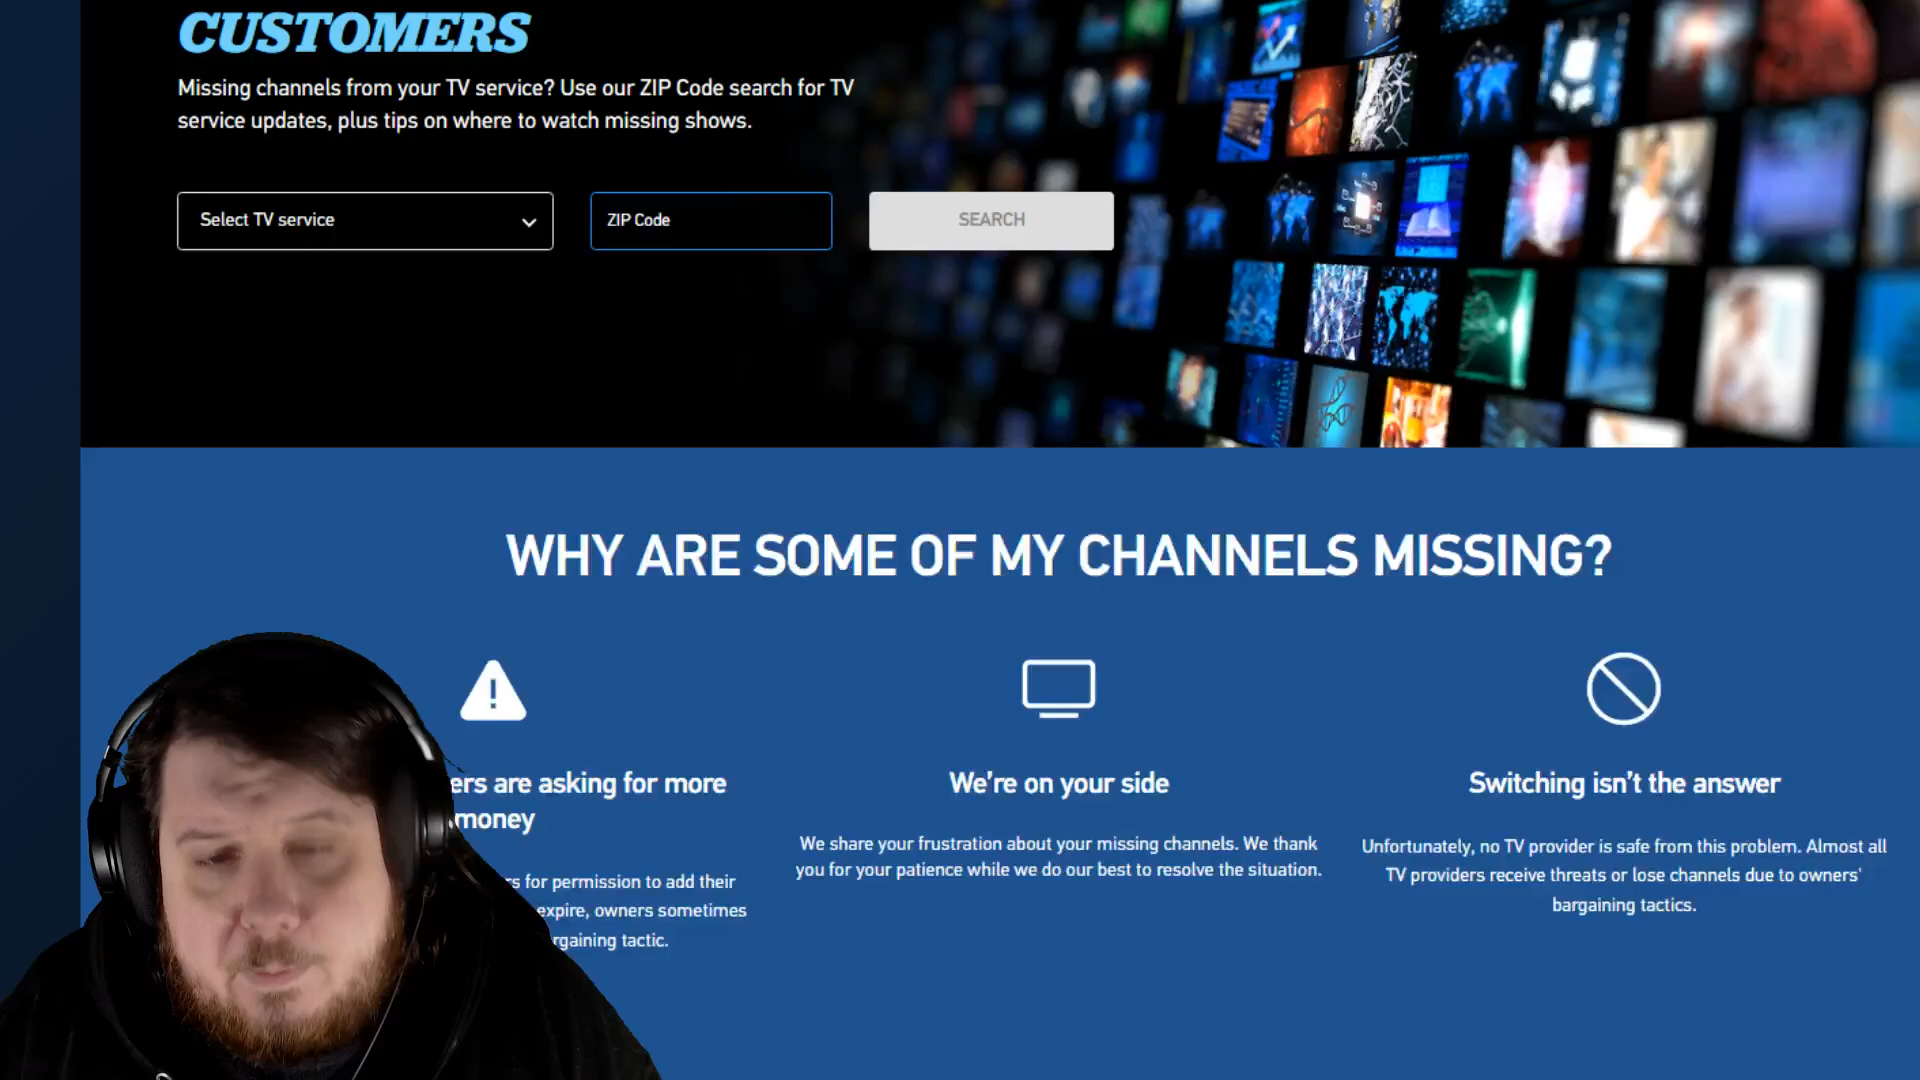 CUSTOMERS
Missing channels from your TV service? Use our ZIP Code search for TV
service updates, plus tips on where to watch missing shows.
Select TV service
ZIP Code
SEARCH
WHY ARE SOME OF MY CHANNELS MISSING?
are asking for more
money
for permission to add their
expire, owners sometimes
tactic.
We're on your side
We share your frustration about your missing channels. We thank
you for your patience while we do our best to resolve the situation.
Switching isn't the answer
Unfortunately, no TV provider is safe from this problem. Almost all
TV providers receive threats or lose channels due to owners'
bargaining tactics.